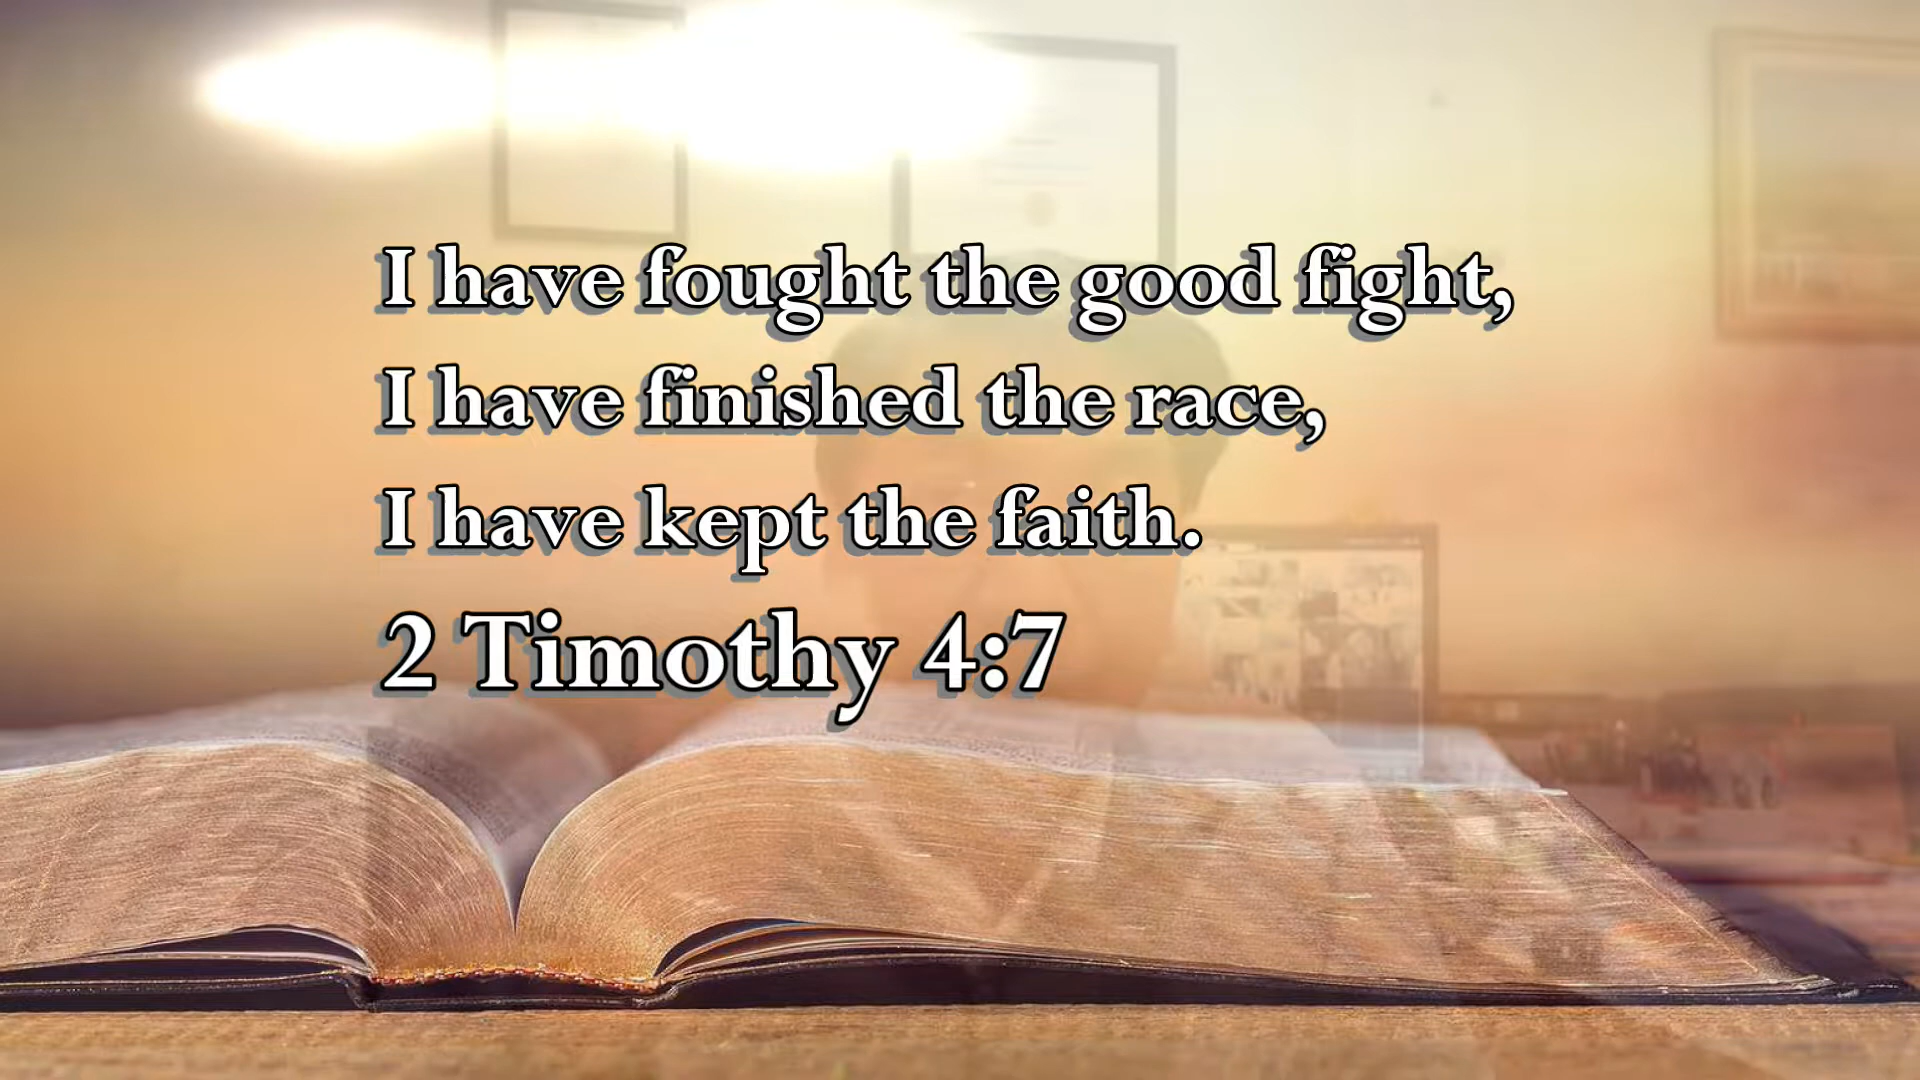 I have fought the good fight,
I have finished the race,
I have kept the faith.
2 Timothy 4:7